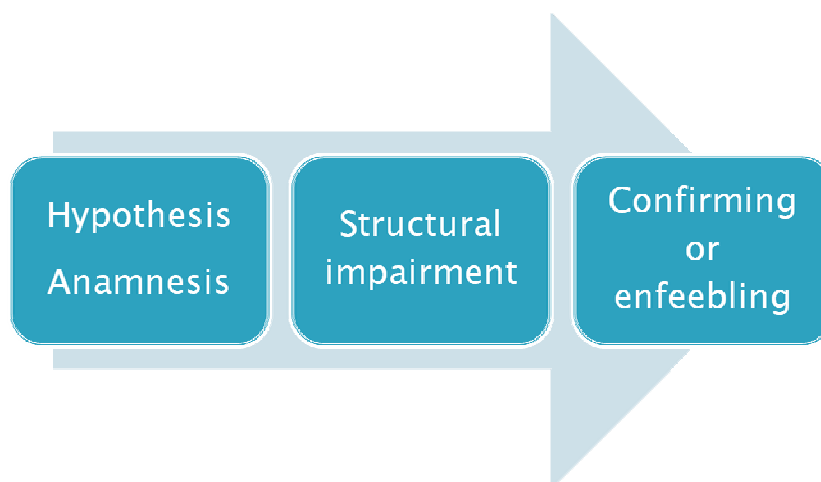 Hypothesis
Anamnesis
Structural
impairment
Confirming
or
enfeebling